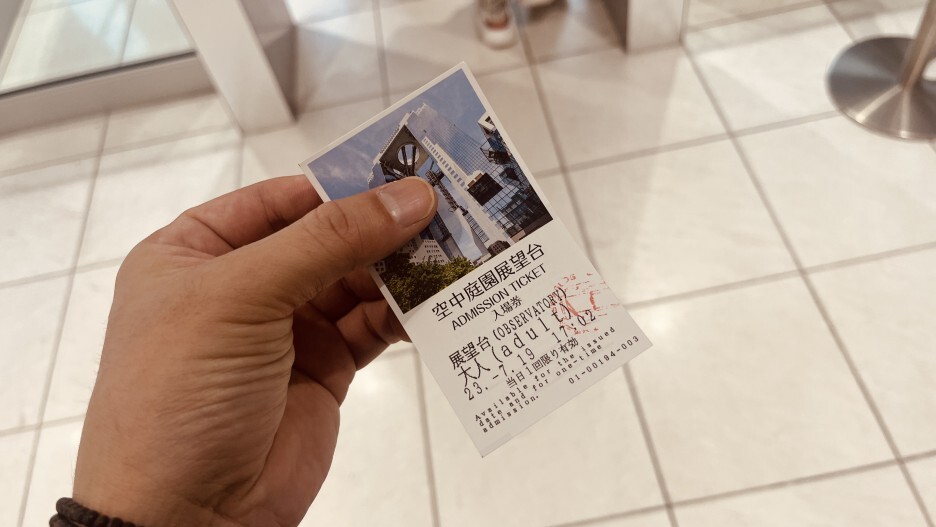 空中庭園展望台
ADMISSION TICKET
入場券
展望台(OBSERVATORY)
大人(adult)
23.-7.19 17:02
当日1回限り有効
Available for the issued
date and for one-time
admission.
01-00194-003